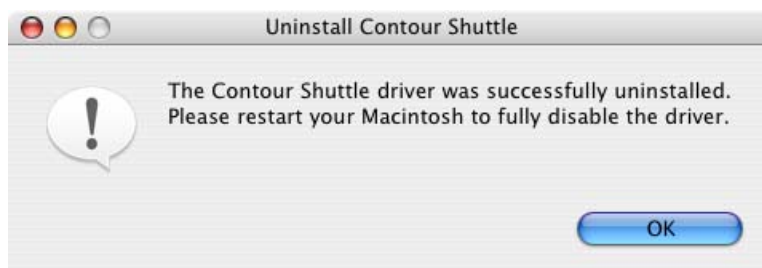 Uninstall Contour Shuttle
The Contour Shuttle driver was successfully uninstalled.
Please restart your Macintosh to fully disable the driver.
OK